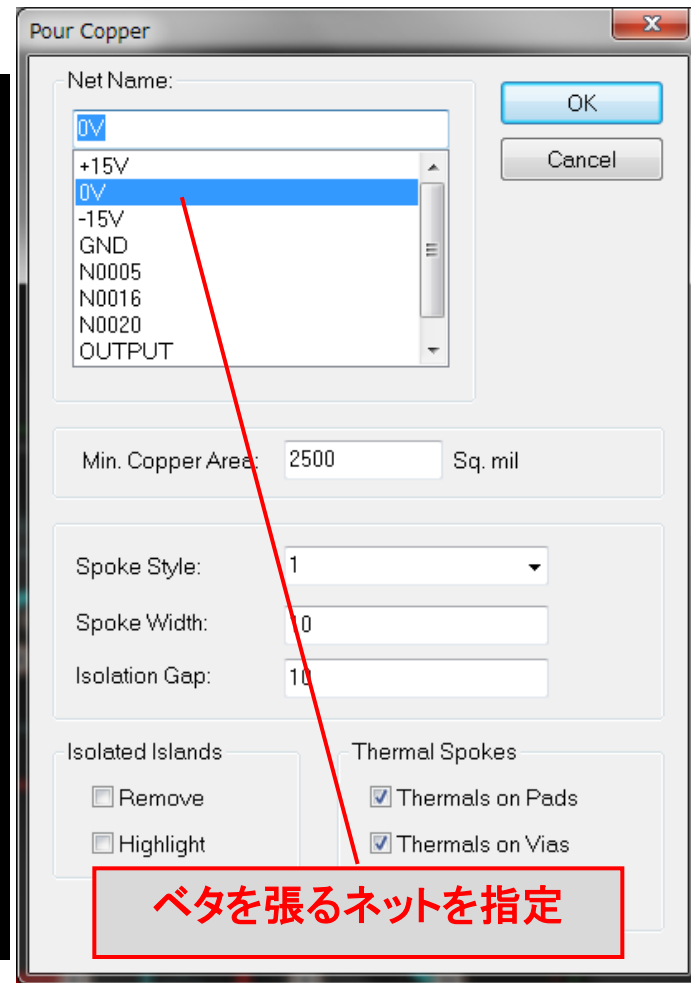 Pour Copper
Net Name:
OK
0V
Cancel
+15V
0V
-15V
GND
N0005
N0016
N0020
OUTPUT
Min. Copper Area: 2500 Sq. mil
Spoke Style: 1
Spoke Width: 10
Isolation Gap: 10
Isolated Islands
Thermal Spokes
Remove
Thermals on Pads
Highlight
Thermals on Vias
ベタを張るネットを指定